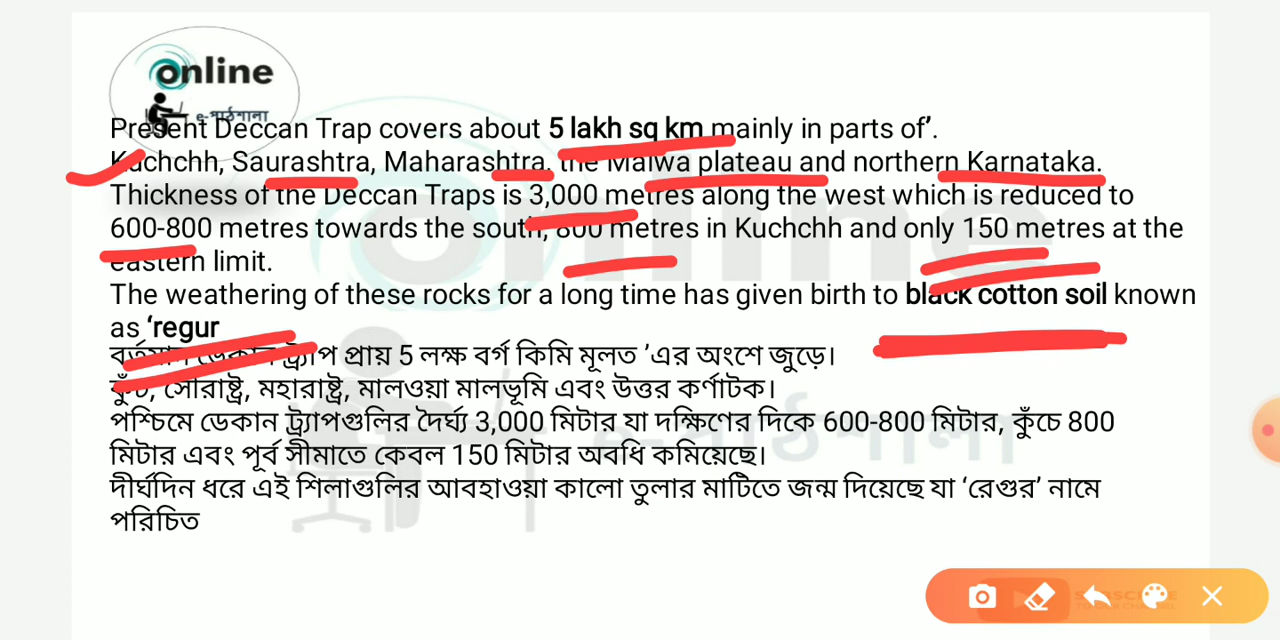 online
e-পাঠশালা
Present Deccan Trap covers about 5 lakh sq km mainly in parts of’.
Kuchchh, Saurashtra, Maharashtra, the Malwa plateau and northern Karnataka.
Thickness of the Deccan Traps is 3,000 metres along the west which is reduced to
600-800 metres towards the south, 800 metres in Kuchchh and only 150 metres at the
eastern limit.
The weathering of these rocks for a long time has given birth to black cotton soil known
as ‘regur
বর্তমান ডেকান ট্র্যাপ প্রায় 5 লক্ষ বর্গ কিমি মূলত ’এর অংশে জুড়ে।
কুঁচ, সৌরাষ্ট্র, মহারাষ্ট্র, মালওয়া মালভূমি এবং উত্তর কর্ণাটক।
পশ্চিমে ডেকান ট্র্যাপগুলির দৈর্ঘ্য 3,000 মিটার যা দক্ষিণের দিকে 600-800 মিটার, কুঁচে 800
মিটার এবং পূর্ব সীমাতে কেবল 150 মিটার অবধি কমিয়েছে।
দীর্ঘদিন ধরে এই শিলাগুলির আবহাওয়া কালো তুলার মাটিতে জন্ম দিয়েছে যা ‘রেগুর’ নামে
পরিচিত